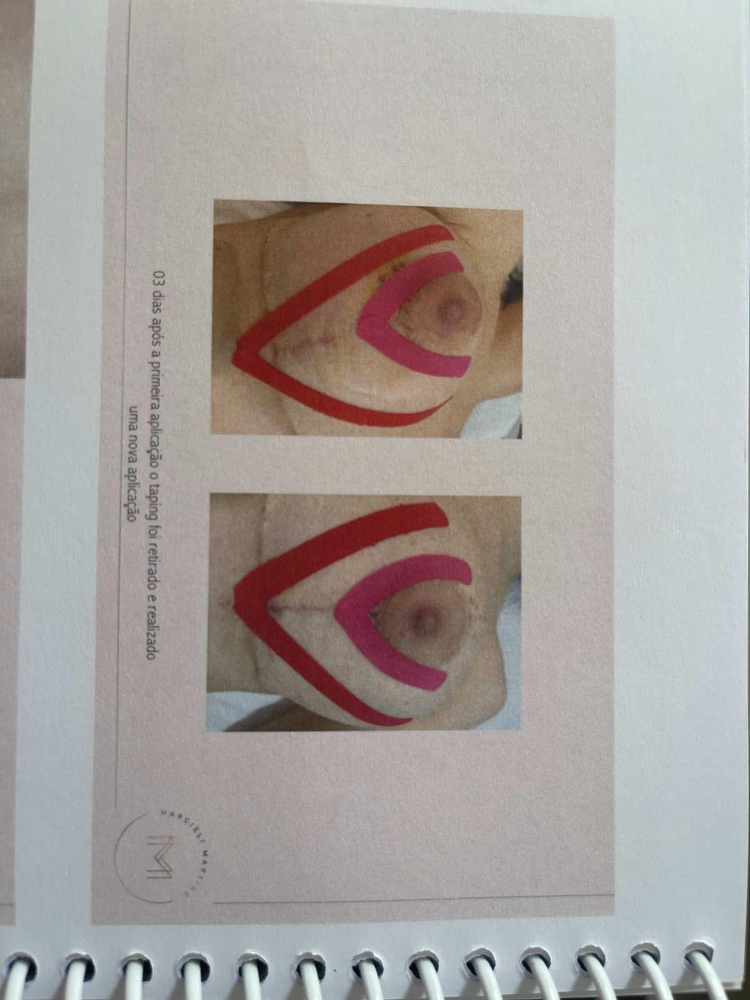 03 dias após a primeira aplicação o taping foi retirado e realizado
uma nova aplicação
MARCIELI MARTINS
M